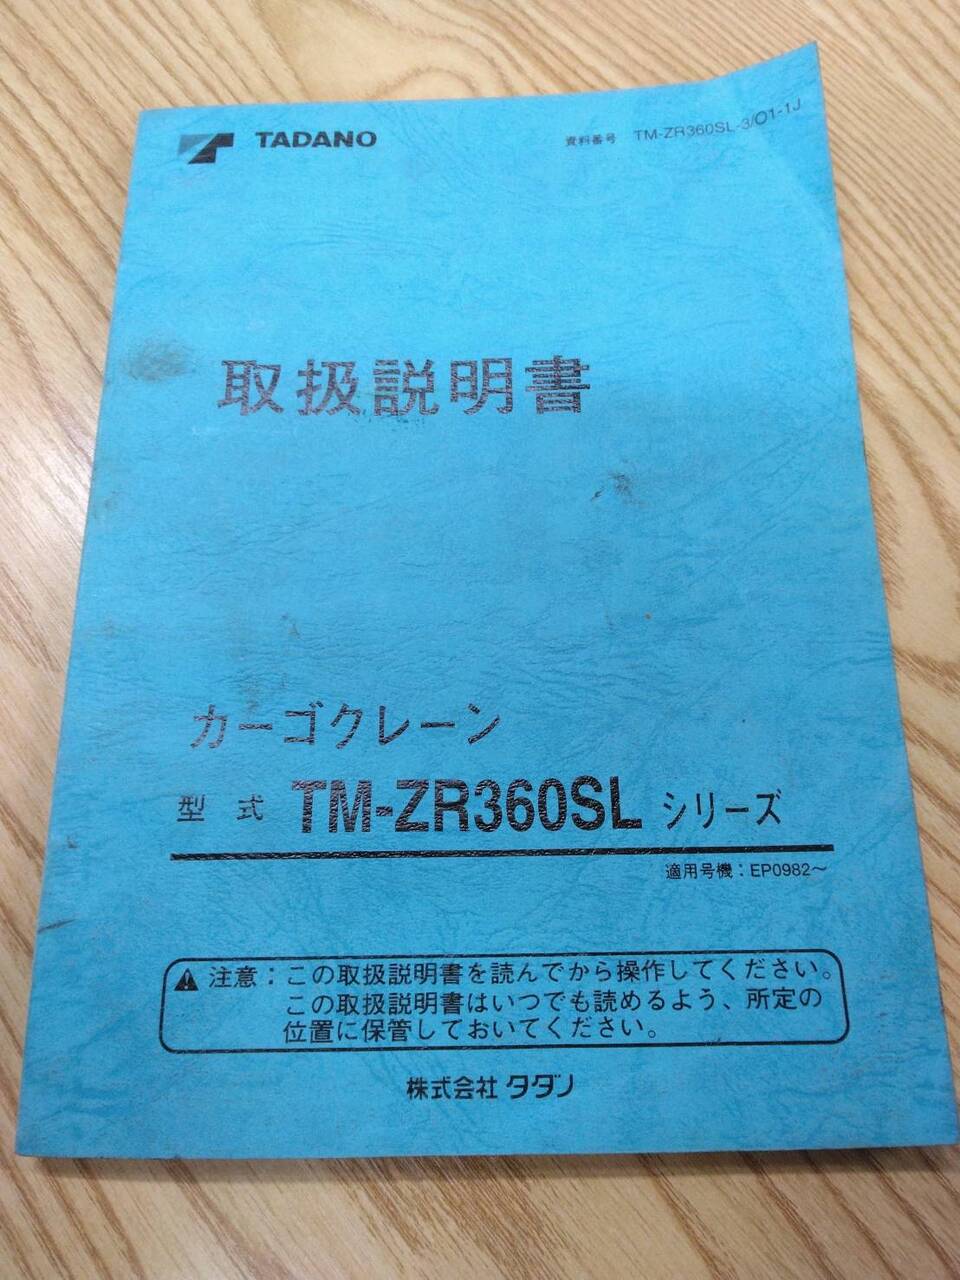 TADANO
資料番号 TM-ZR360SL-3/O1-1J
取扱説明書
カーゴクレーン
型式 TM-ZR360SL シリーズ
適用号機：EP0982～
注意：この取扱説明書を読んでから操作してください。
この取扱説明書はいつでも読めるよう、所定の
位置に保管しておいてください。
株式会社 タダノ